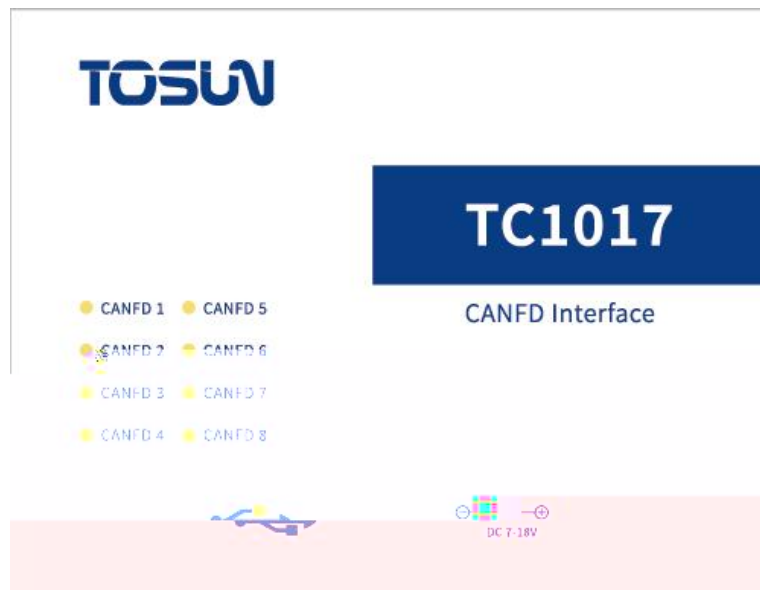 TOSUN
TC1017
CANFD Interface
CANFD 1 CANFD 5
CANFD 2 CANFD 6
CANFD 3 CANFD 7
CANFD 4 CANFD 8
DC 7-18V